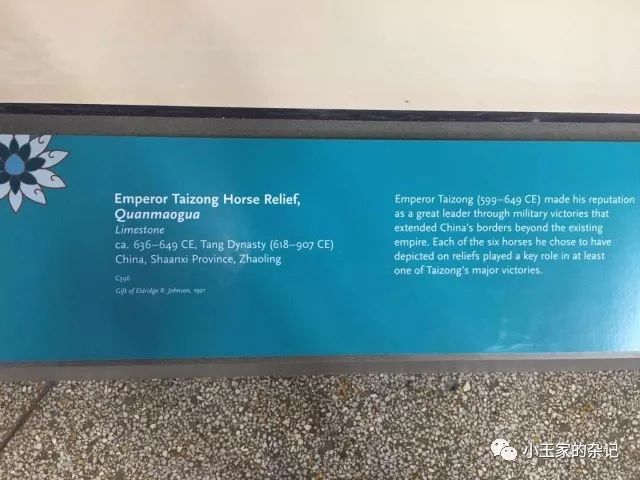 Emperor Taizong Horse Relief,
Quanmaogua
Limestone
ca. 636–649 CE, Tang Dynasty (618–907 CE)
China, Shaanxi Province, Zhaoling
C396
Gift of Eldridge R. Johnson, 1921
Emperor Taizong (599–649 CE) made his reputation
as a great leader through military victories that
extended China's borders beyond the existing
empire. Each of the six horses he chose to have
depicted on reliefs played a key role in at least
one of Taizong's major victories.
小玉家的杂记